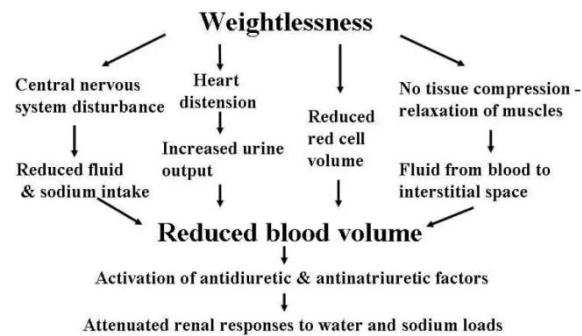 Weightlessness
Central nervous
system disturbance
Heart
distension
Reduced
red cell
volume
No tissue compression -
relaxation of muscles
Reduced fluid
& sodium intake
Increased urine
output
Fluid from blood to
interstitial space
Reduced blood volume
Activation of antidiuretic & antinatriuretic factors
Attenuated renal responses to water and sodium loads